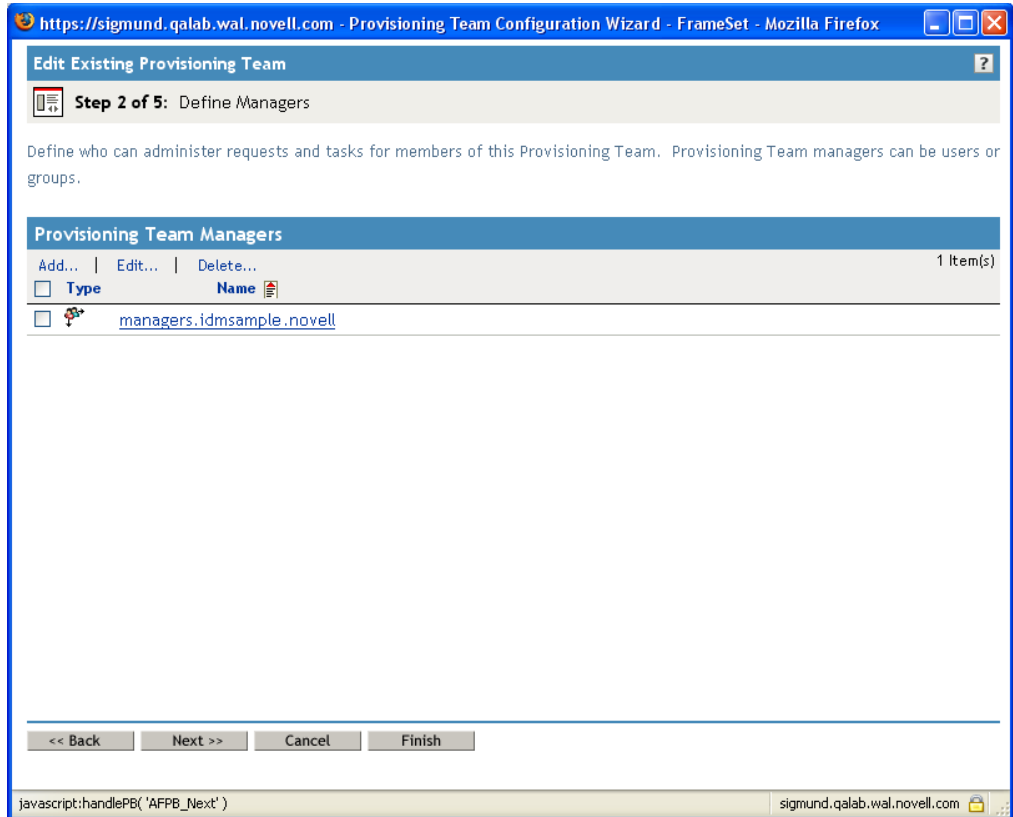 https://sigmund.qalab.wal.novell.com - Provisioning Team Configuration Wizard - FrameSet - Mozilla Firefox
Edit Existing Provisioning Team
?
Step 2 of 5: Define Managers
Define who can administer requests and tasks for members of this Provisioning Team. Provisioning Team managers can be users or
groups.
Provisioning Team Managers
Add... | Edit... | Delete...
1 Item(s)
Type Name
managers.idmsample.novell
<< Back Next >> Cancel Finish
javascript:handlePB( 'AFPB_Next' ) sigmund.qalab.wal.novell.com